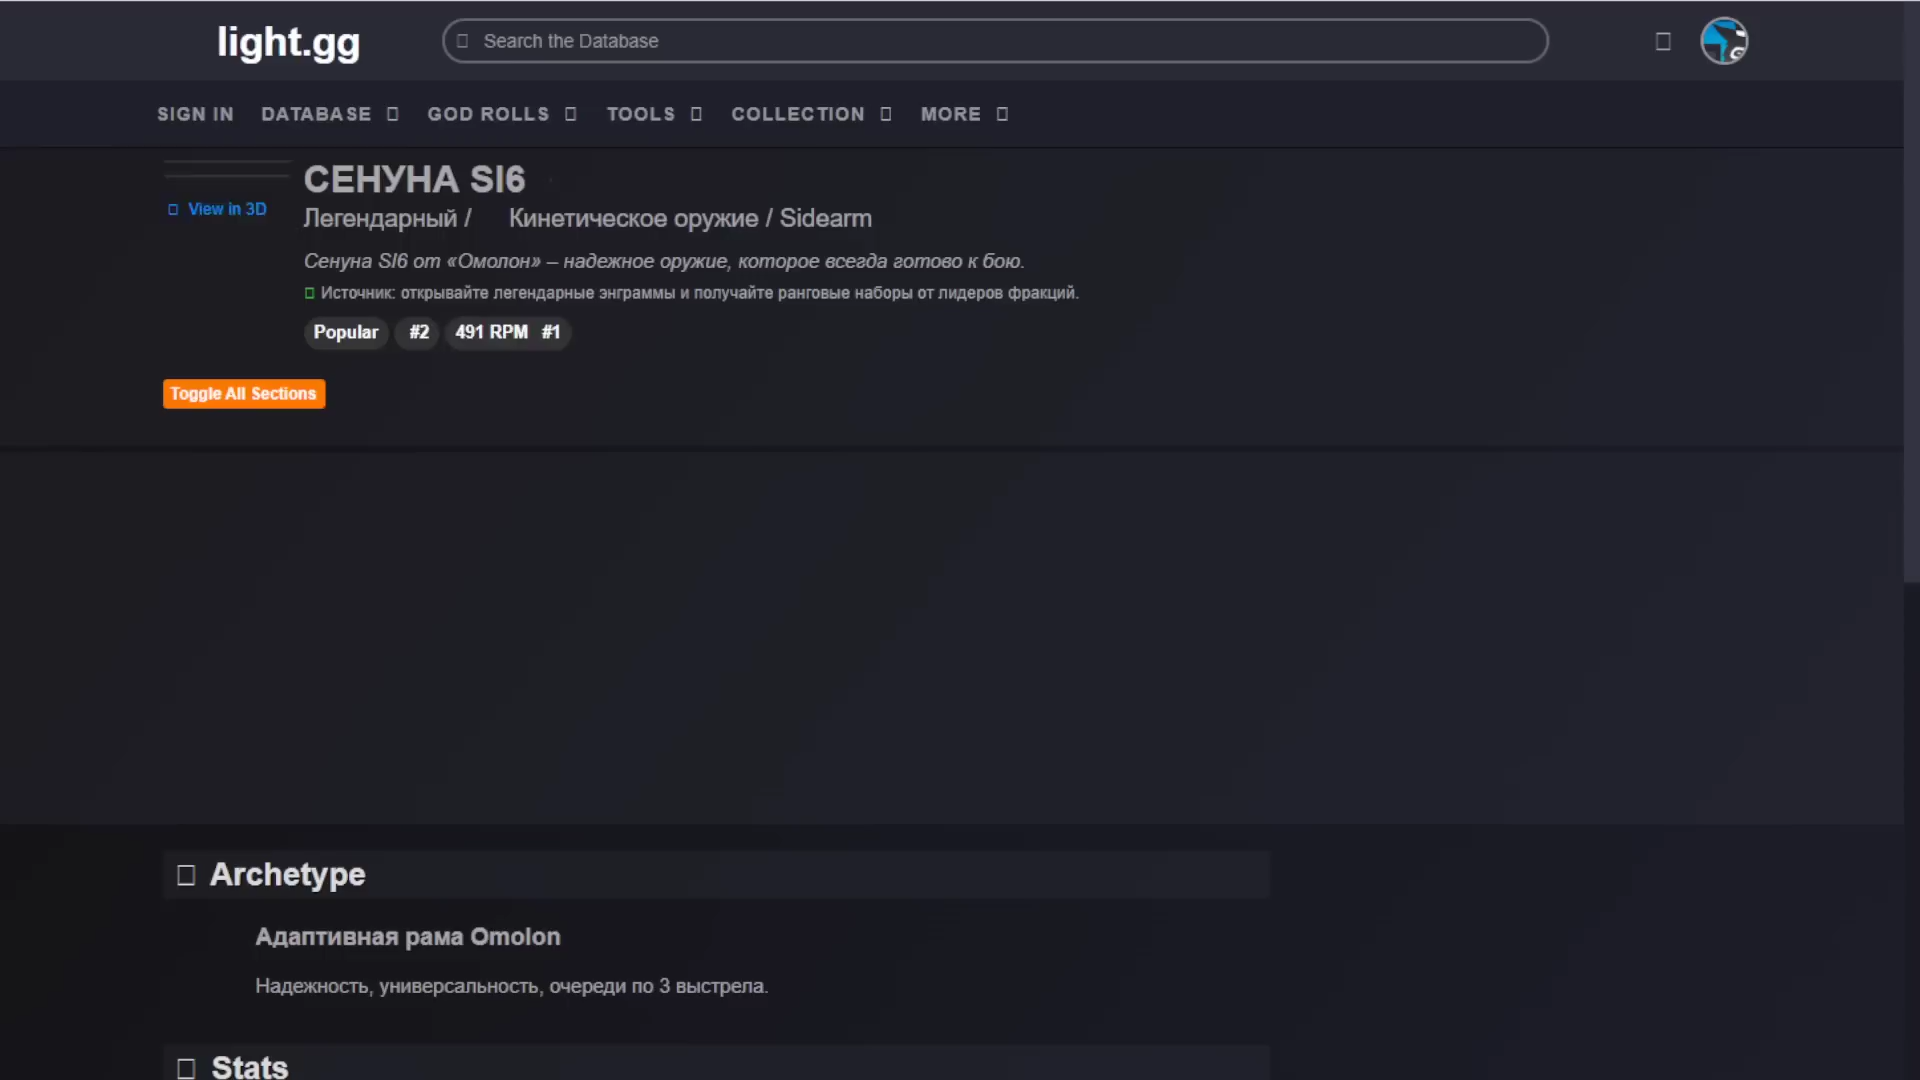 light.gg
Search the Database
SIGN IN DATABASE GOD ROLLS TOOLS COLLECTION MORE
СЕНУНА SI6
View in 3D
Легендарный / Кинетическое оружие / Sidearm
Сенуна SI6 от «Омолон» – надежное оружие, которое всегда готово к бою.
Источник: открывайте легендарные энграммы и получайте ранговые наборы от лидеров фракций.
Popular #2 491 RPM #1
Toggle All Sections
Archetype
Адаптивная рама Omolon
Надежность, универсальность, очереди по 3 выстрела.
Stats